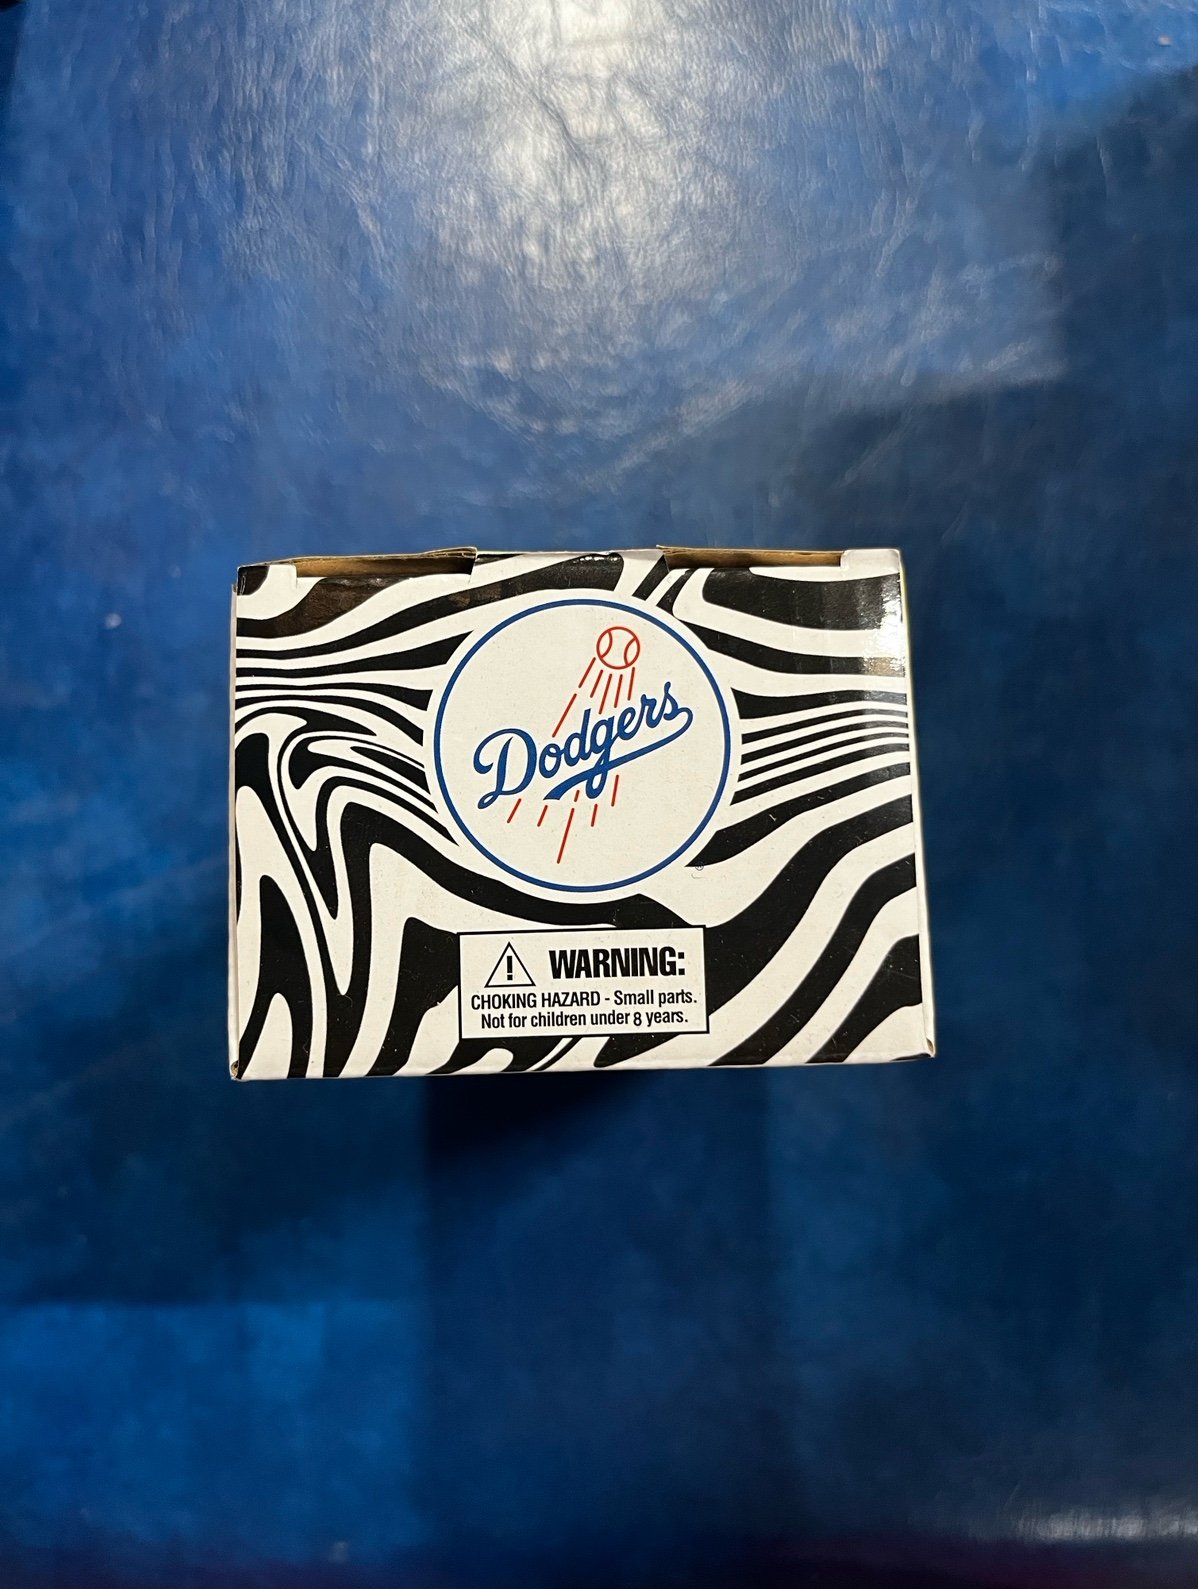 Dodgers
WARNING:
CHOKING HAZARD - Small parts.
Not for children under 8 years.